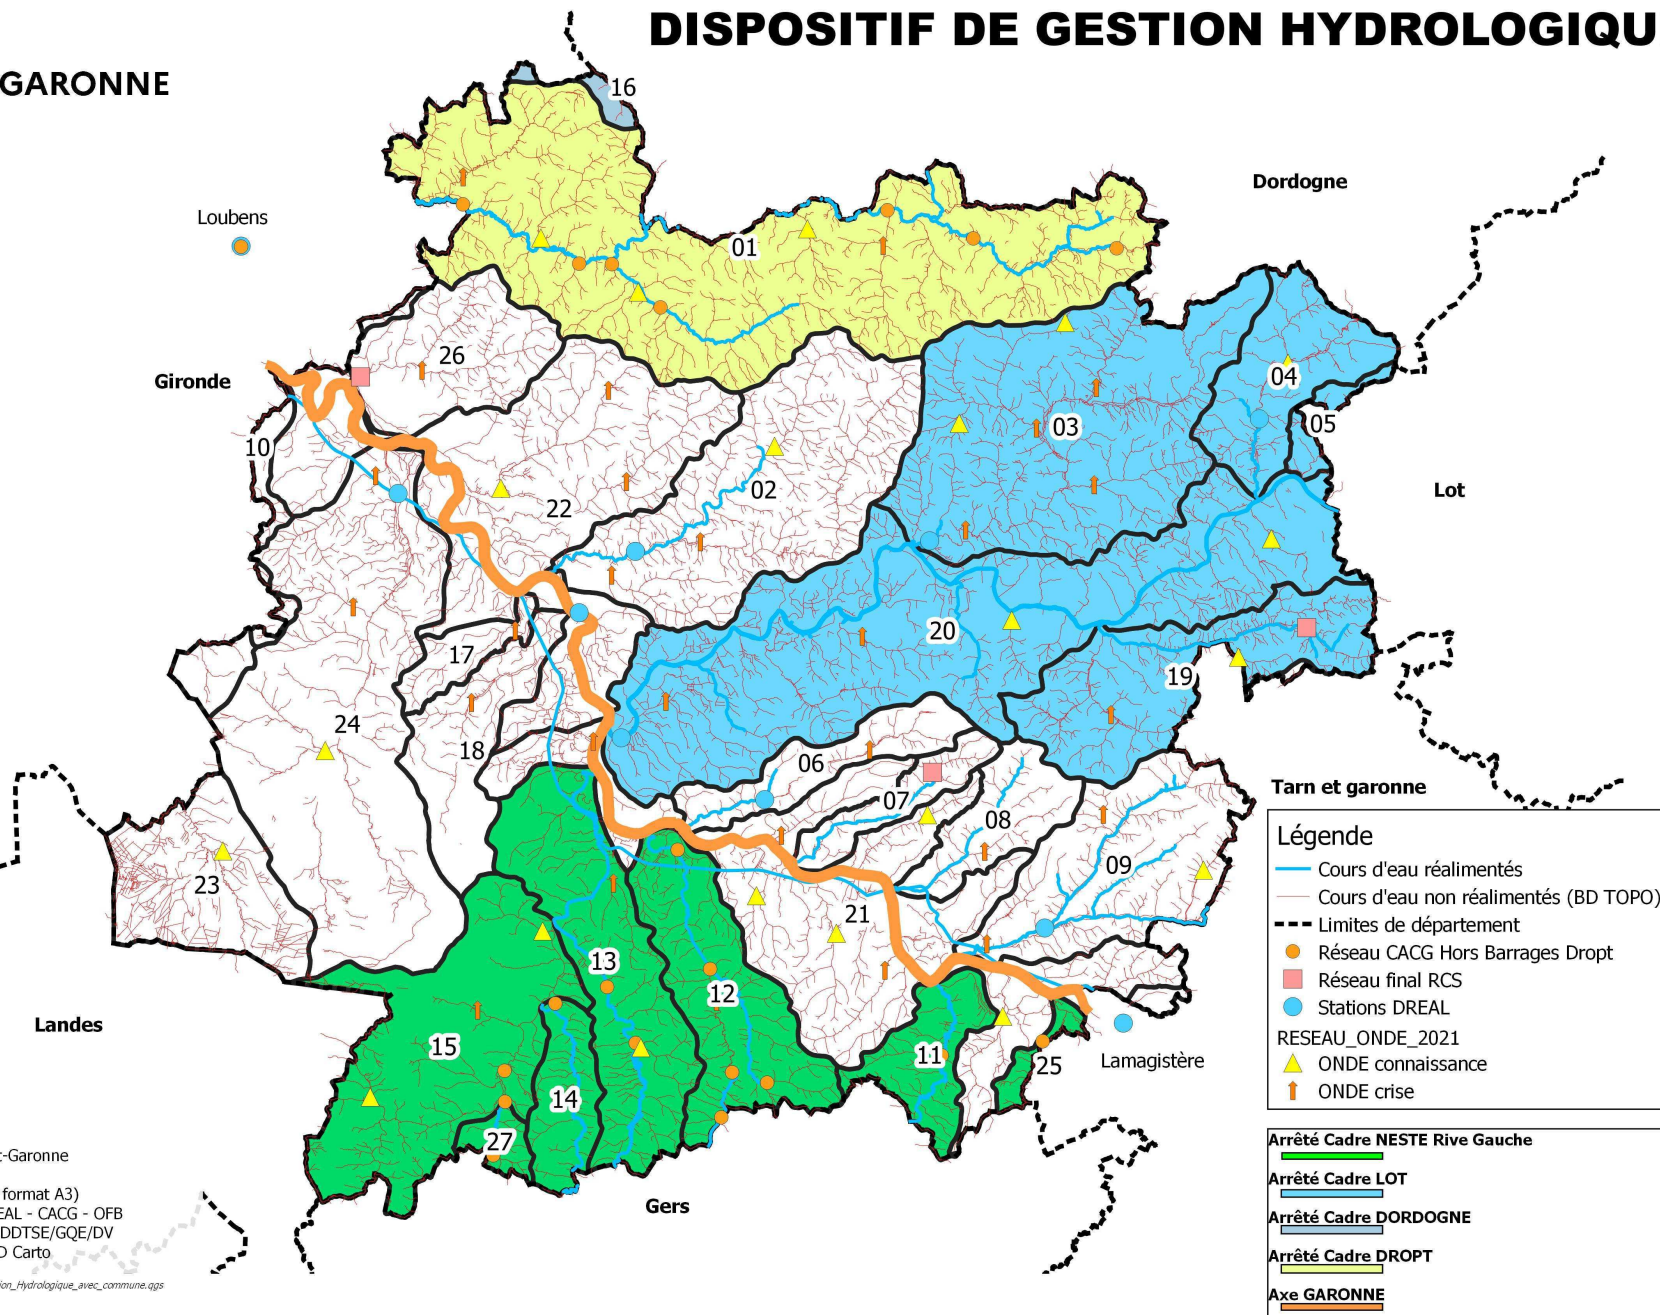 DISPOSITIF DE GESTION HYDROLOGIQU
GARONNE
16
Dordogne
Loubens
01
26
Gironde
04
05
10
03
02
Lot
22
20
17
19
24
18
06
Tarn et garonne
07
08
09
23
21
13
12
Landes
15
11
25
Lamagistère
14
27
Gers
Légende
Cours d'eau réalimentés
Cours d'eau non réalimentés (BD TOPO)
Limites de département
Réseau CACG Hors Barrages Dropt
Réseau final RCS
Stations DREAL
RESEAU_ONDE_2021
ONDE connaissance
ONDE crise
Arrêté Cadre NESTE Rive Gauche
Arrêté Cadre LOT
Arrêté Cadre DORDOGNE
Arrêté Cadre DROPT
Axe GARONNE
t-Garonne
format A3)
EAL - CACG - OFB
DDTSE/GQE/DV
D Carto
ion_Hydrologique_avec_commune.qgs